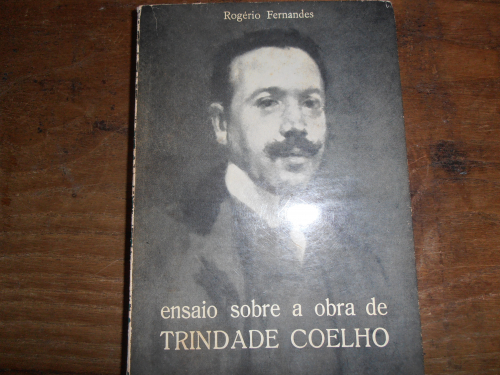 Rogério Fernandes
ensaio sobre a obra de
TRINDADE COELHO